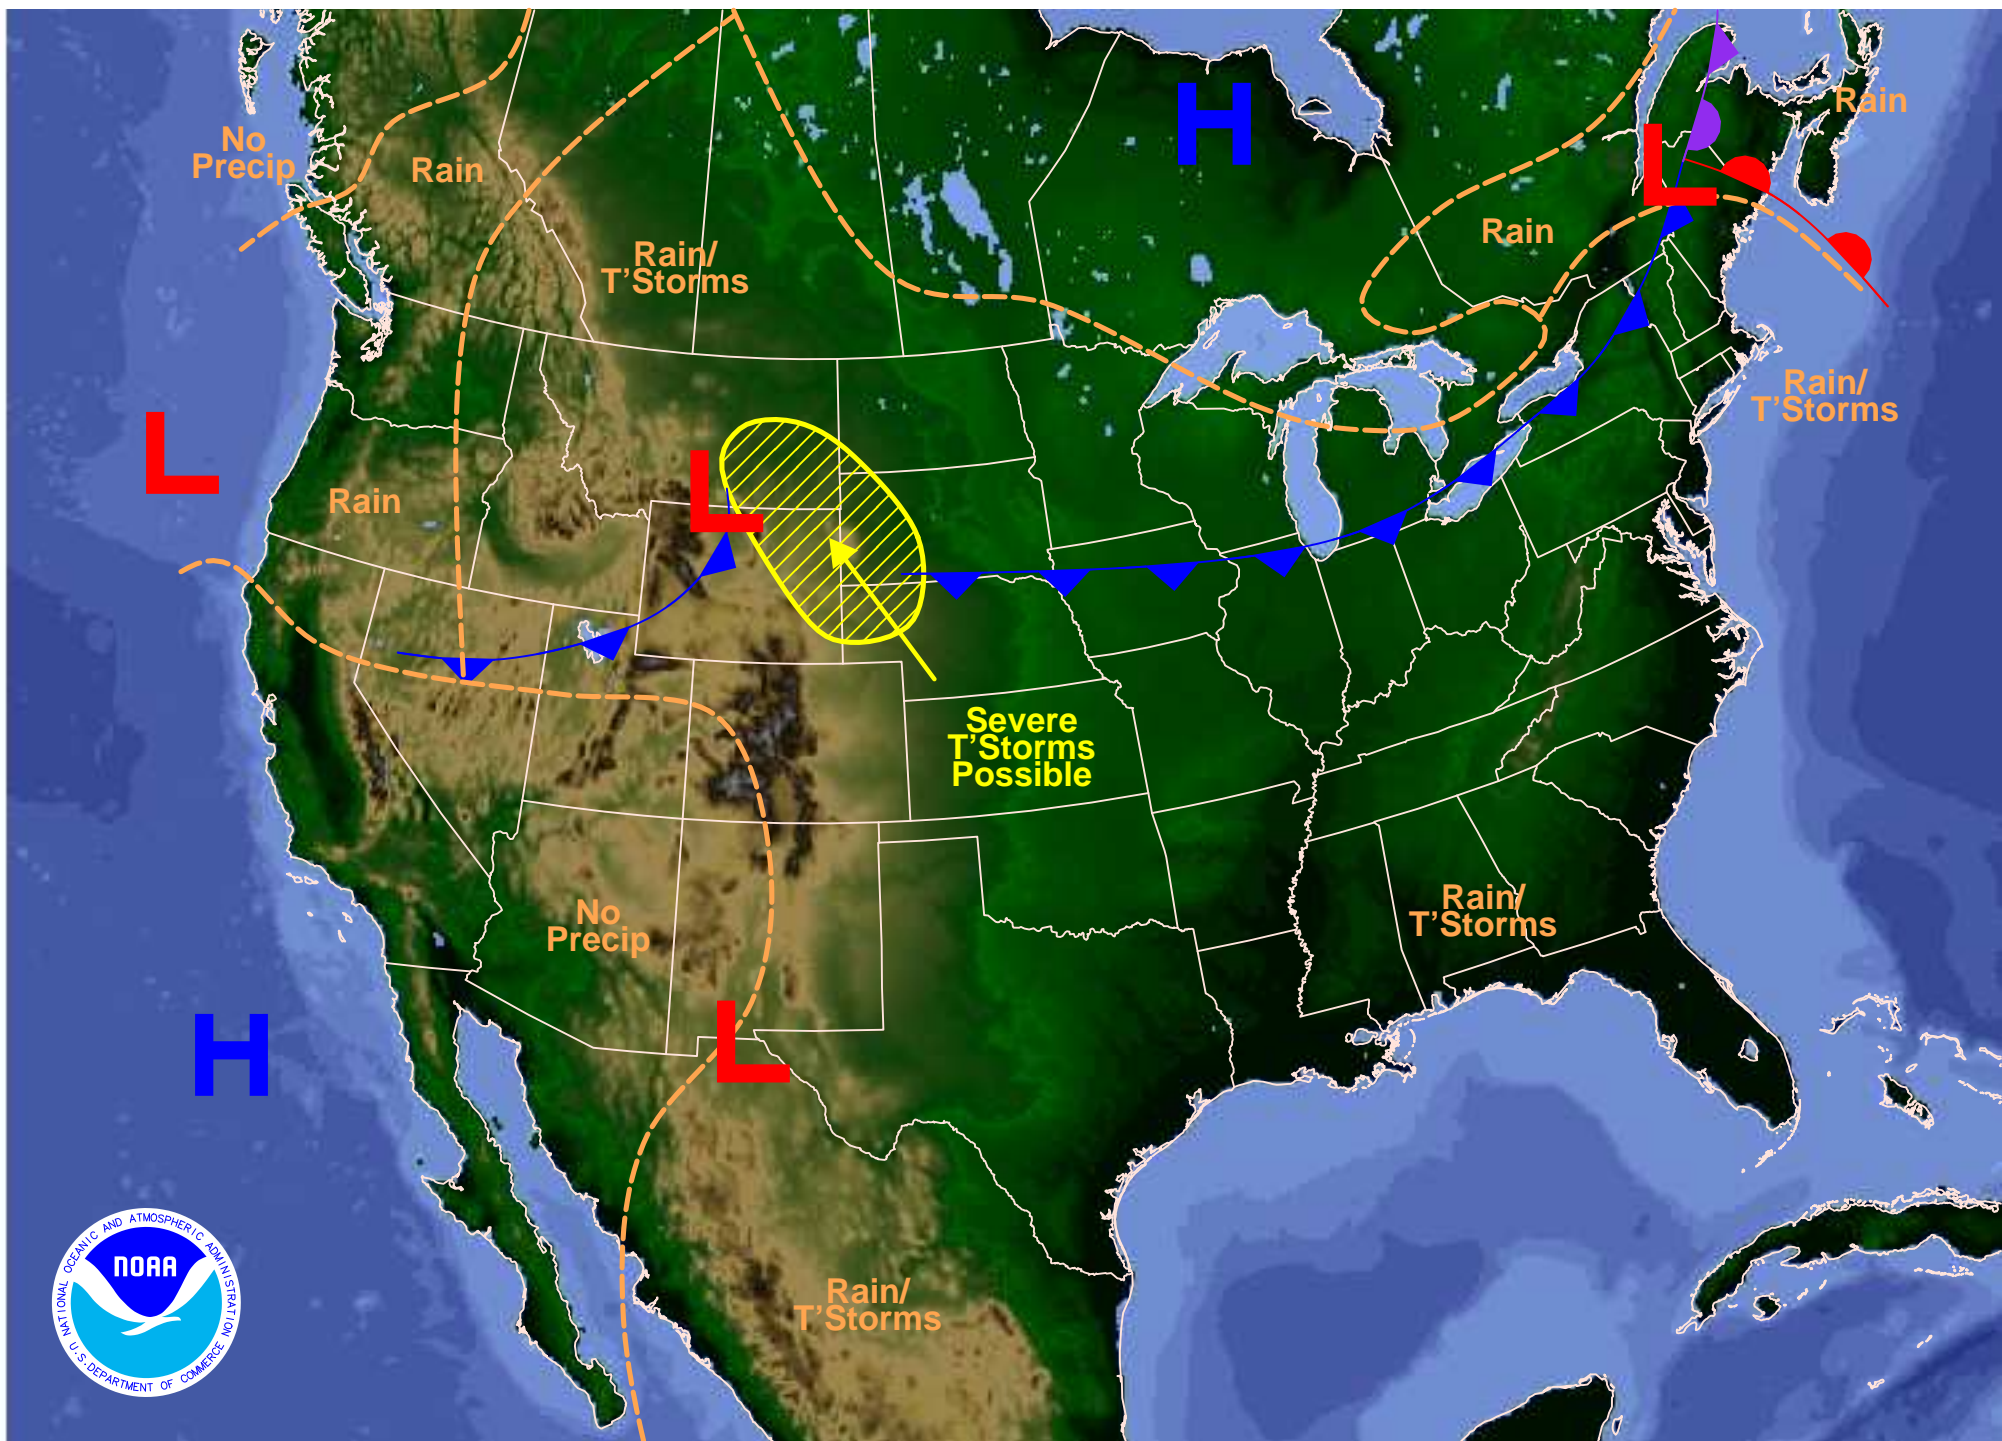 H
Rain
No
Precip
Rain
L
Rain
Rain/
T'Storms
Rain/
T'Storms
L
L
Rain
Severe
T'Storms
Possible
No
Precip
Rain/
T'Storms
H
L
Rain/
T'Storms
NATIONAL OCEANIC AND ATMOSPHERIC ADMINISTRATION
NOAA
U.S. DEPARTMENT OF COMMERCE